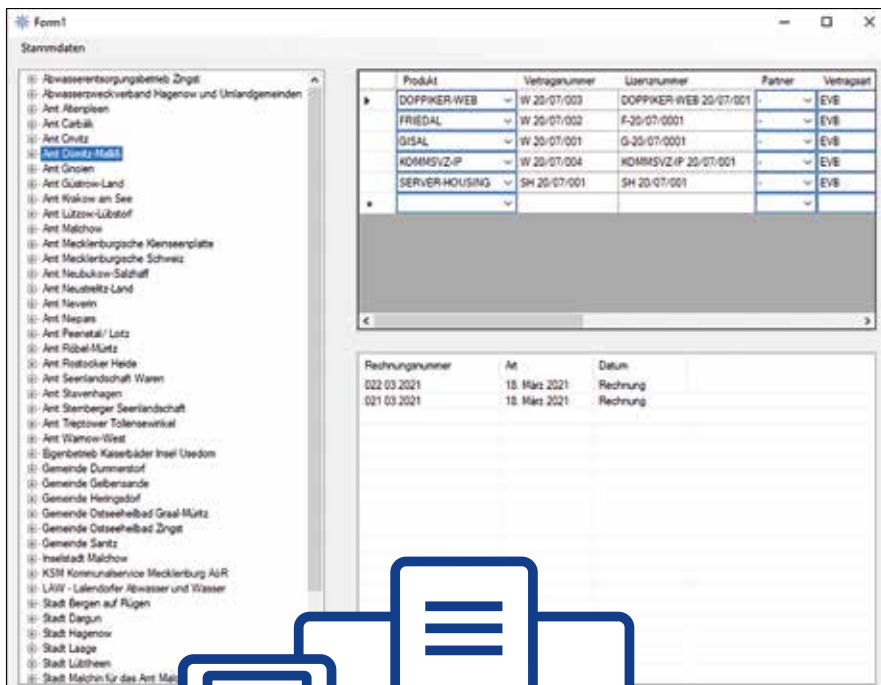 Form1
Stammdaten
Abwasserentsorgungsbetrieb Zingst
Abwasserzweckverband Hagenow und Umlandgemeinden
Amt Altenpleen
Amt Carbäk
Amt Crivitz
Amt Dömitz-Malliß
Amt Gnoien
Amt Güstrow-Land
Amt Krakow am See
Amt Lützow-Lübstorf
Amt Malchow
Amt Mecklenburgische Kleinseenplatte
Amt Mecklenburgische Schweiz
Amt Neubukow-Salzhaff
Amt Neustrelitz-Land
Amt Neverin
Amt Niepars
Amt Peenetal/ Loitz
Amt Röbel-Müritz
Amt Rostocker Heide
Amt Seenlandschaft Waren
Amt Stavenhagen
Amt Sternberger Seenlandschaft
Amt Treptower Tollensewinkel
Amt Warnow-West
Eigenbetrieb Kaiserbäder Insel Usedom
Gemeinde Dummerstorf
Gemeinde Gelbensande
Gemeinde Heringsdorf
Gemeinde Ostseeheilbad Graal-Müritz
Gemeinde Ostseeheilbad Zingst
Gemeinde Sanitz
Inselstadt Malchow
KSM Kommunalservice Mecklenburg AöR
LAW - Lalendorfer Abwasser und Wasser
Stadt Bergen auf Rügen
Stadt Dargun
Stadt Hagenow
Stadt Laage
Stadt Lübtheen
Stadt Malchin für das Amt
Produkt Vertragsnummer Lizenznummer Partner Vertragsart
DOPPIKER-WEB W 20/07/003 DOPPIKER-WEB 20/07/001 - EVB
FRIEDAL W 20/07/002 F-20/07/0001 - EVB
GISAL W 20/07/001 G-20/07/0001 - EVB
KOMMSVZ-IP W 20/07/004 KOMMSVZ-IP 20/07/001 - EVB
SERVER-HOUSING SH 20/07/001 SH 20/07/001 - EVB
Rechnungsnummer Art Datum
022 03 2021 18. März 2021 Rechnung
021 03 2021 18. März 2021 Rechnung